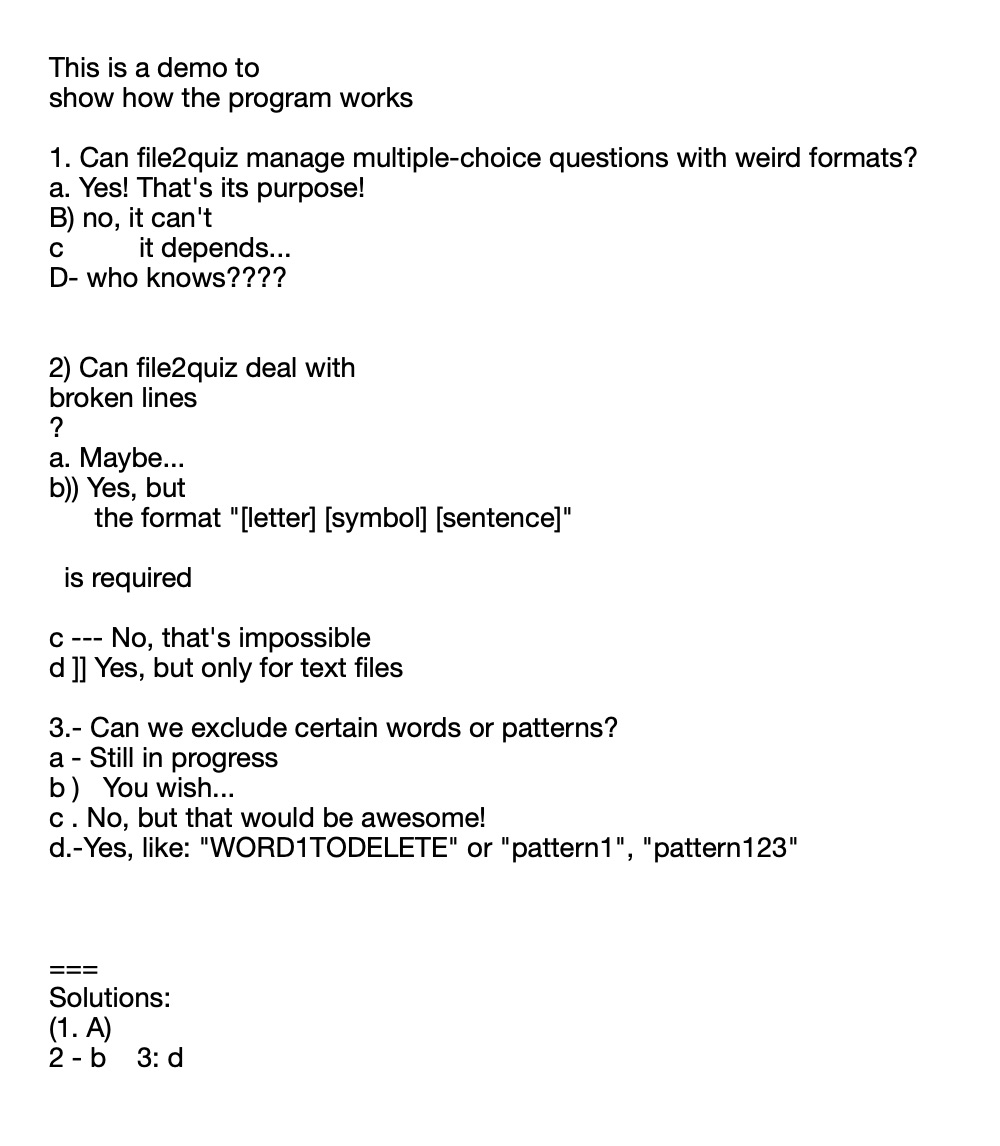 This is a demo to
show how the program works
1. Can file2quiz manage multiple-choice questions with weird formats?
a. Yes! That's its purpose!
B) no, it can't
c it depends...
D- who knows????
2) Can file2quiz deal with
broken lines
?
a. Maybe...
b)) Yes, but
the format "[letter] [symbol] [sentence]"
is required
c --- No, that's impossible
d ]] Yes, but only for text files
3.- Can we exclude certain words or patterns?
a - Still in progress
b ) You wish...
c . No, but that would be awesome!
d.-Yes, like: "WORD1TODELETE" or "pattern1", "pattern123"
===
Solutions:
(1. A)
2 - b 3: d